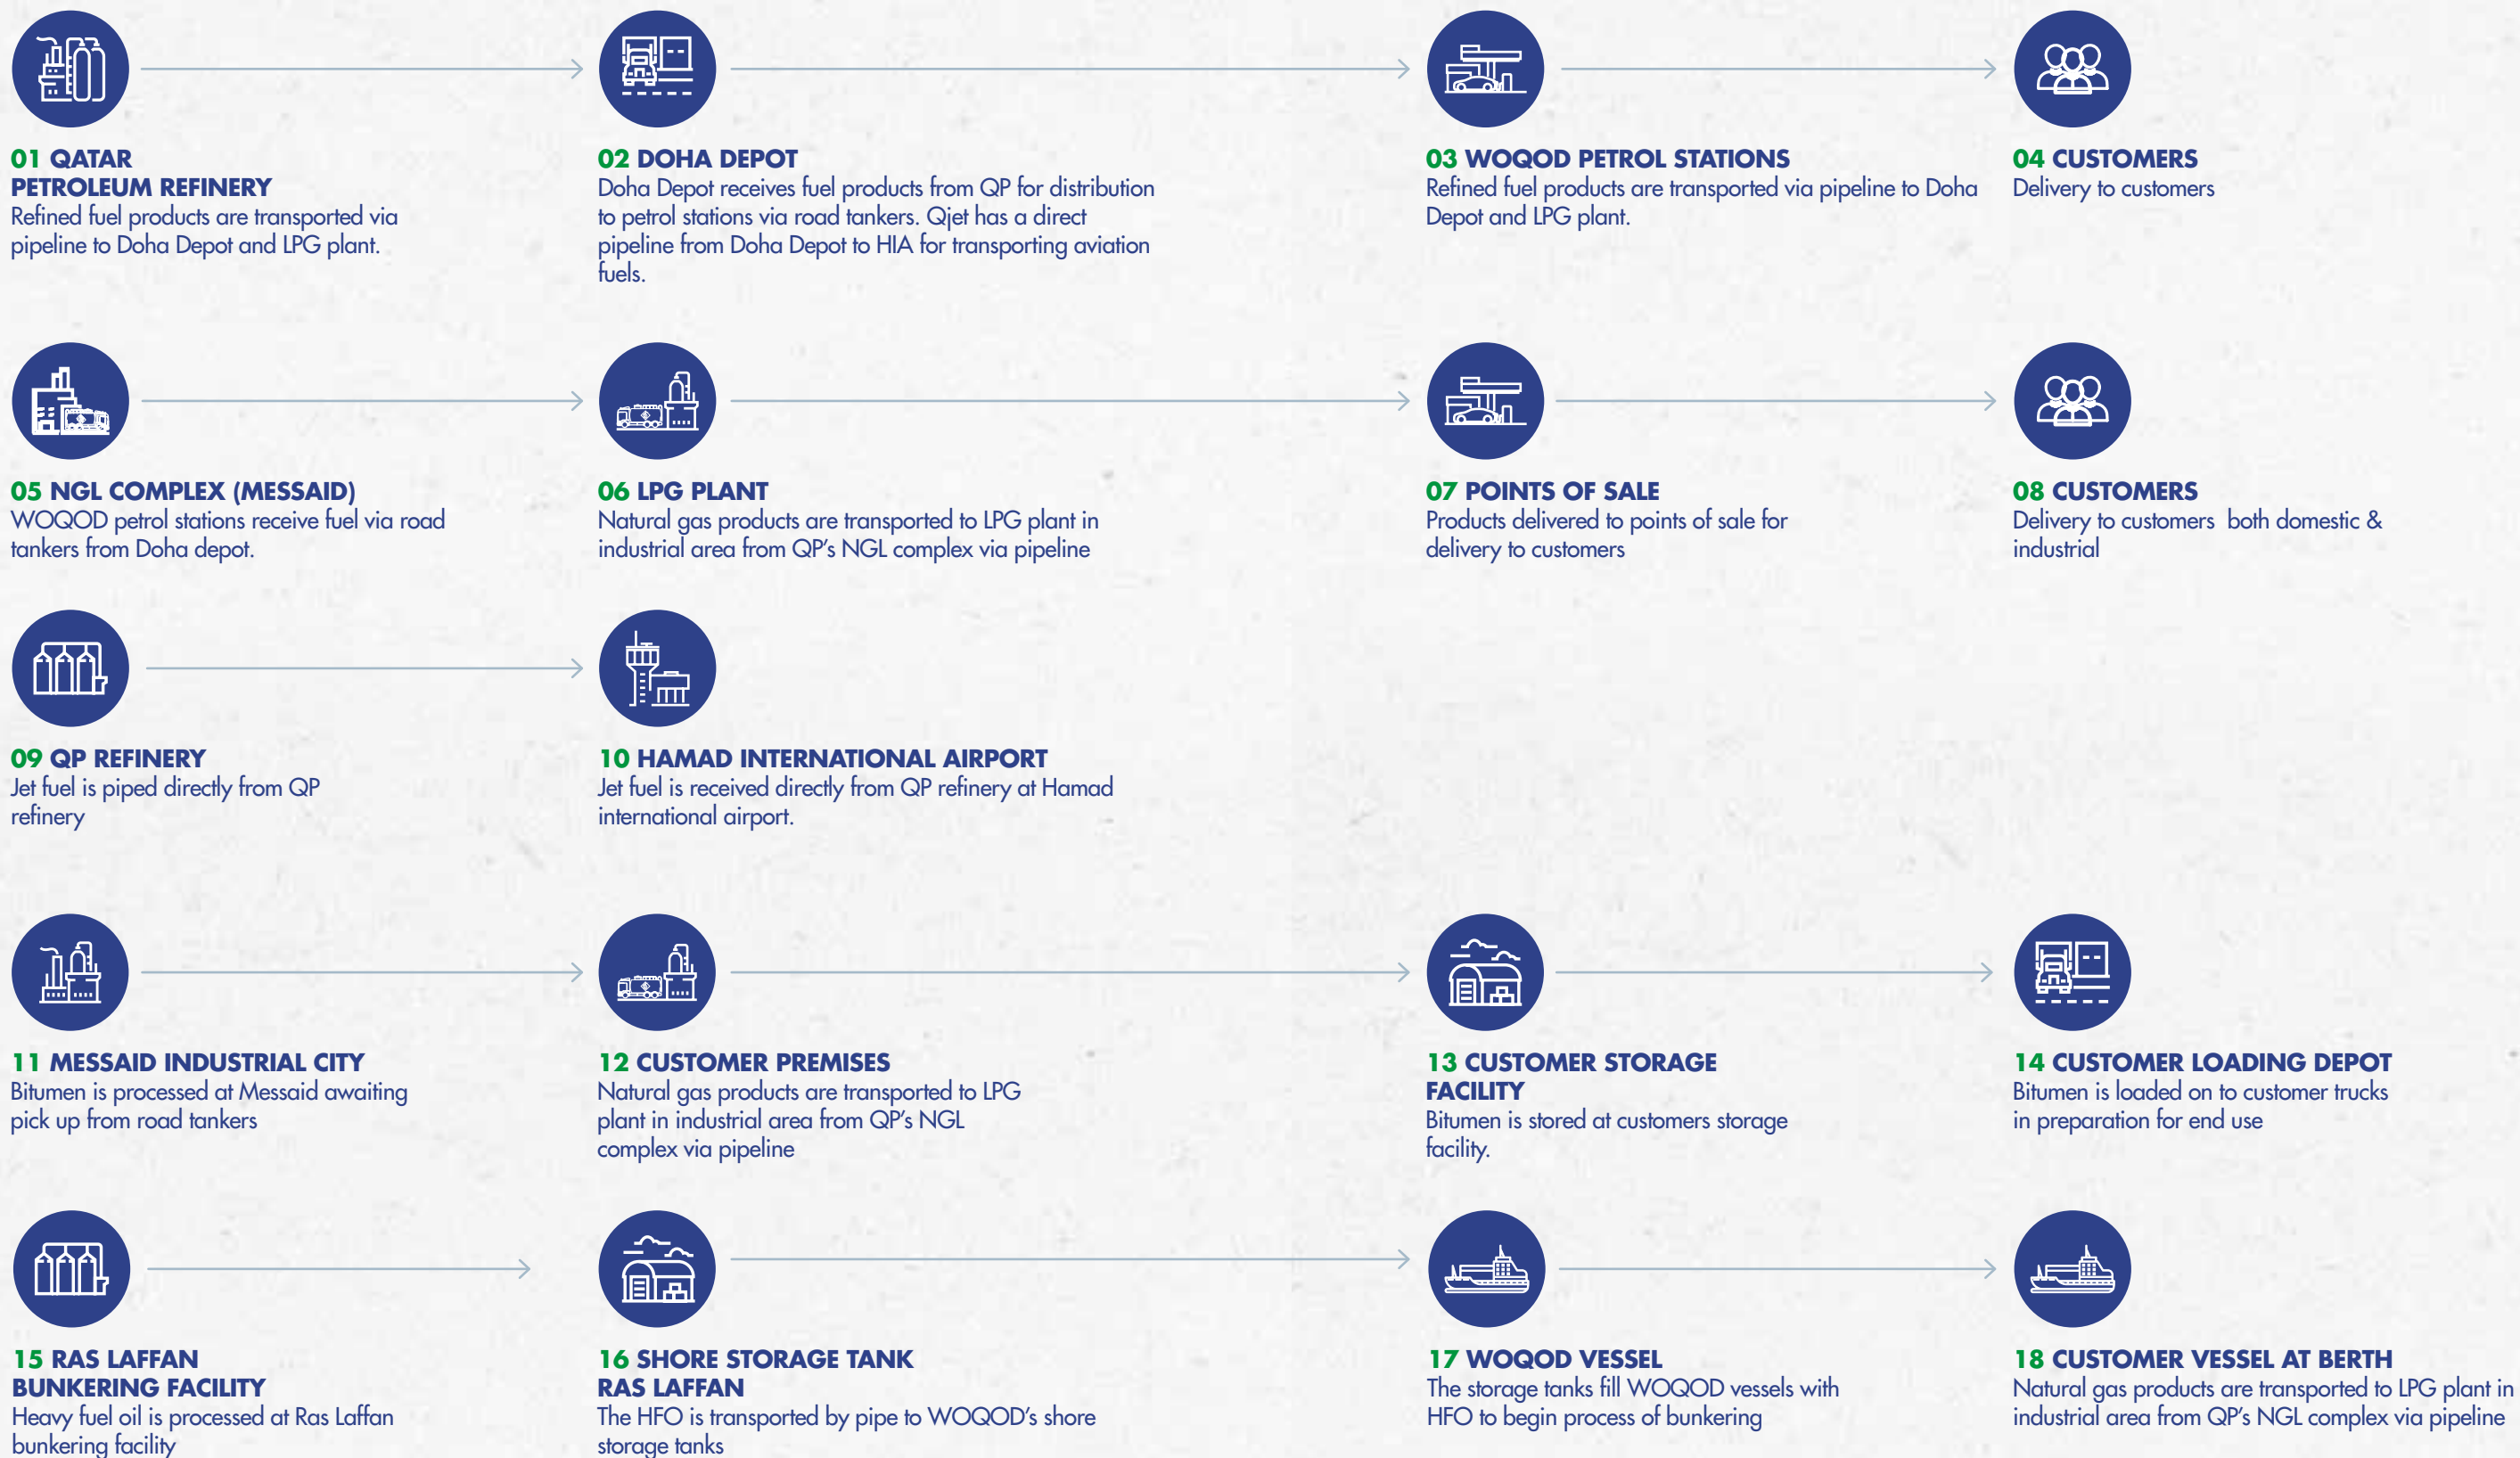 01 QATAR
PETROLEUM REFINERY
Refined fuel products are transported via
pipeline to Doha Depot and LPG plant.
02 DOHA DEPOT
Doha Depot receives fuel products from QP for distribution
to petrol stations via road tankers. Qjet has a direct
pipeline from Doha Depot to HIA for transporting aviation
fuels.
03 WOQOD PETROL STATIONS
Refined fuel products are transported via pipeline to Doha
Depot and LPG plant.
04 CUSTOMERS
Delivery to customers
05 NGL COMPLEX (MESSAID)
WOQOD petrol stations receive fuel via road
tankers from Doha depot.
06 LPG PLANT
Natural gas products are transported to LPG plant in
industrial area from QP's NGL complex via pipeline
07 POINTS OF SALE
Products delivered to points of sale for
delivery to customers
08 CUSTOMERS
Delivery to customers both domestic &
industrial
09 QP REFINERY
Jet fuel is piped directly from QP
refinery
10 HAMAD INTERNATIONAL AIRPORT
Jet fuel is received directly from QP refinery at Hamad
international airport.
11 MESSAID INDUSTRIAL CITY
Bitumen is processed at Messaid awaiting
pick up from road tankers
12 CUSTOMER PREMISES
Natural gas products are transported to LPG
plant in industrial area from QP's NGL
complex via pipeline
13 CUSTOMER STORAGE
FACILITY
Bitumen is stored at customers storage
facility.
14 CUSTOMER LOADING DEPOT
Bitumen is loaded on to customer trucks
in preparation for end use
15 RAS LAFFAN
BUNKERING FACILITY
Heavy fuel oil is processed at Ras Laffan
bunkering facility
16 SHORE STORAGE TANK
RAS LAFFAN
The HFO is transported by pipe to WOQOD's shore
storage tanks
17 WOQOD VESSEL
The storage tanks fill WOQOD vessels with
HFO to begin process of bunkering
18 CUSTOMER VESSEL AT BERTH
Natural gas products are transported to LPG plant in
industrial area from QP's NGL complex via pipeline